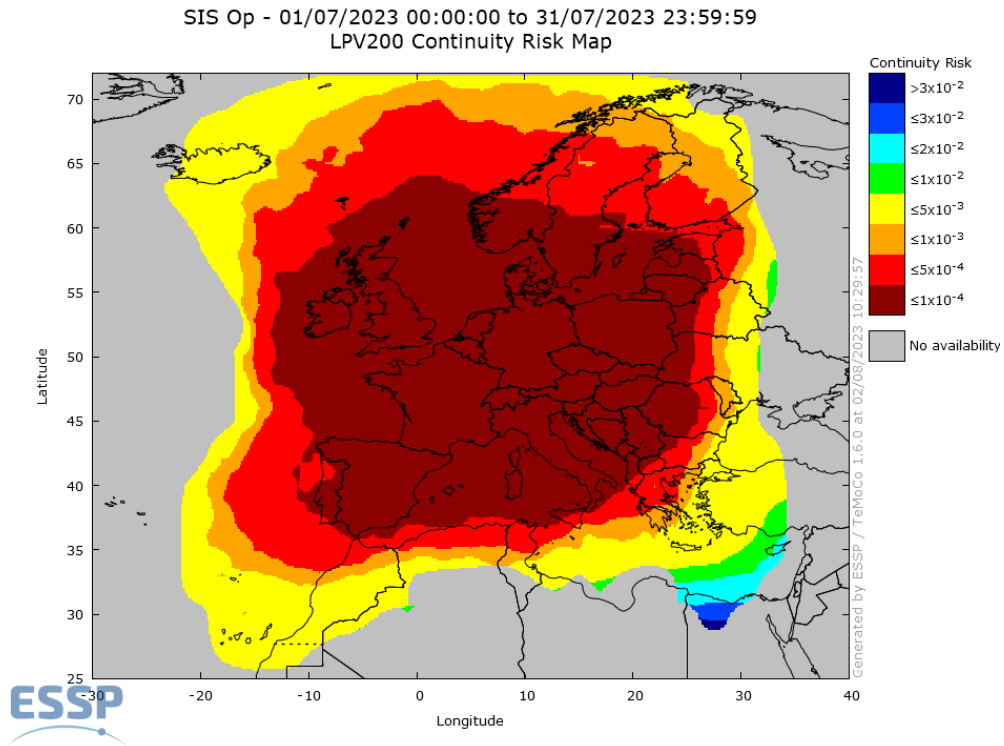 SIS Op - 01/07/2023 00:00:00 to 31/07/2023 23:59:59
LPV200 Continuity Risk Map
Continuity Risk
>3x10⁻²
≤3x10⁻²
≤2x10⁻²
≤1x10⁻²
≤5x10⁻³
≤1x10⁻³
≤5x10⁻⁴
≤1x10⁻⁴
No availability
Latitude
70
65
60
55
50
45
40
35
30
25
-30
-20
-10
0
10
20
30
40
Longitude
Generated by ESSP / TeMoCo 1.6.0 at 02/08/2023 10:29:57
ESSP